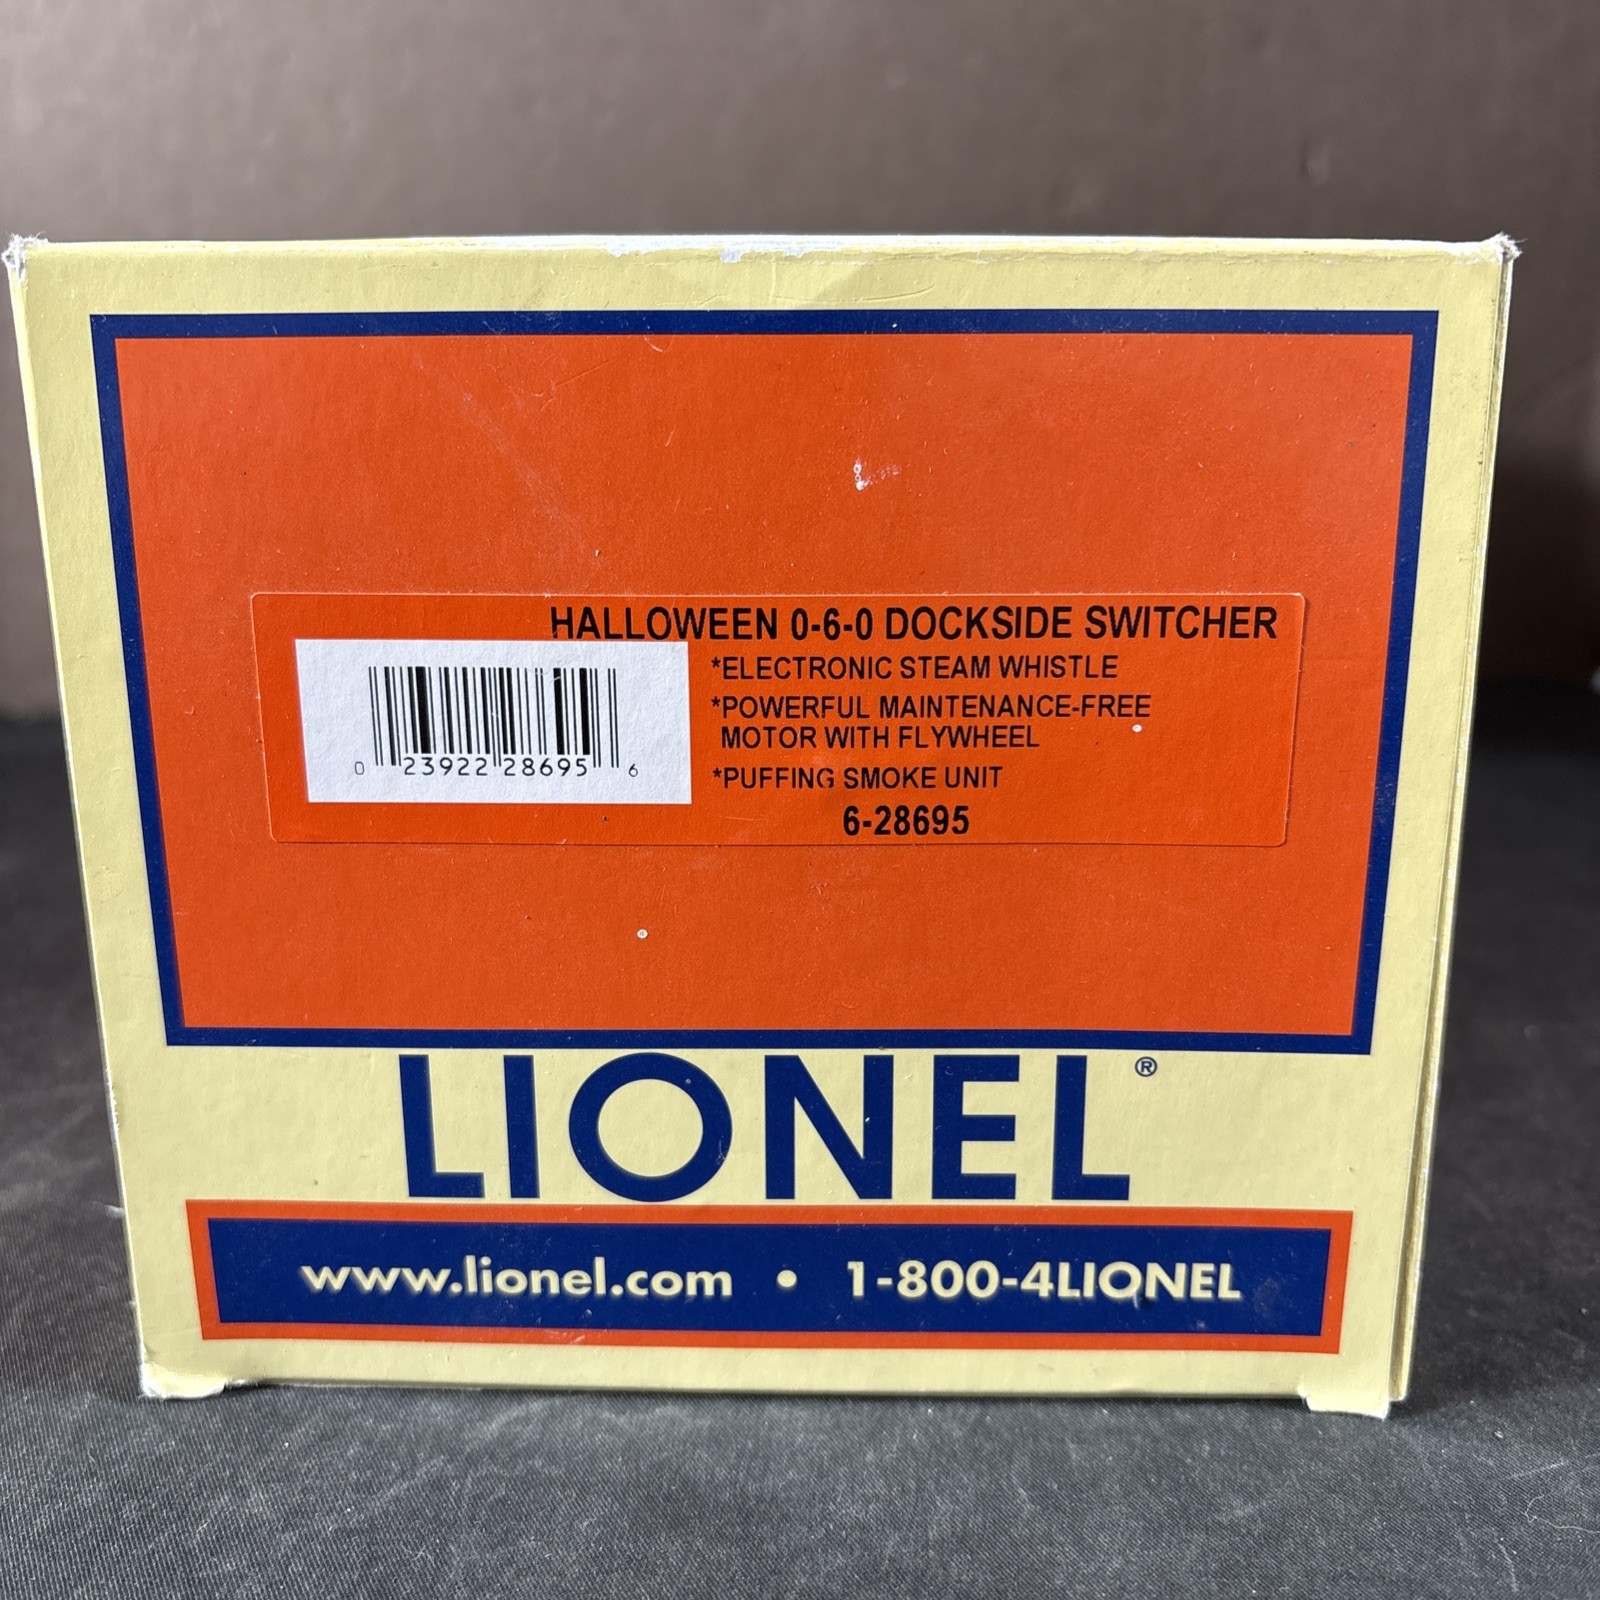 HALLOWEEN 0-6-0 DOCKSIDE SWITCHER
*ELECTRONIC STEAM WHISTLE
*POWERFUL MAINTENANCE-FREE
MOTOR WITH FLYWHEEL
*PUFFING SMOKE UNIT
6-28695
0 23922 28695 6
LIONEL®
www.lionel.com • 1-800-4LIONEL